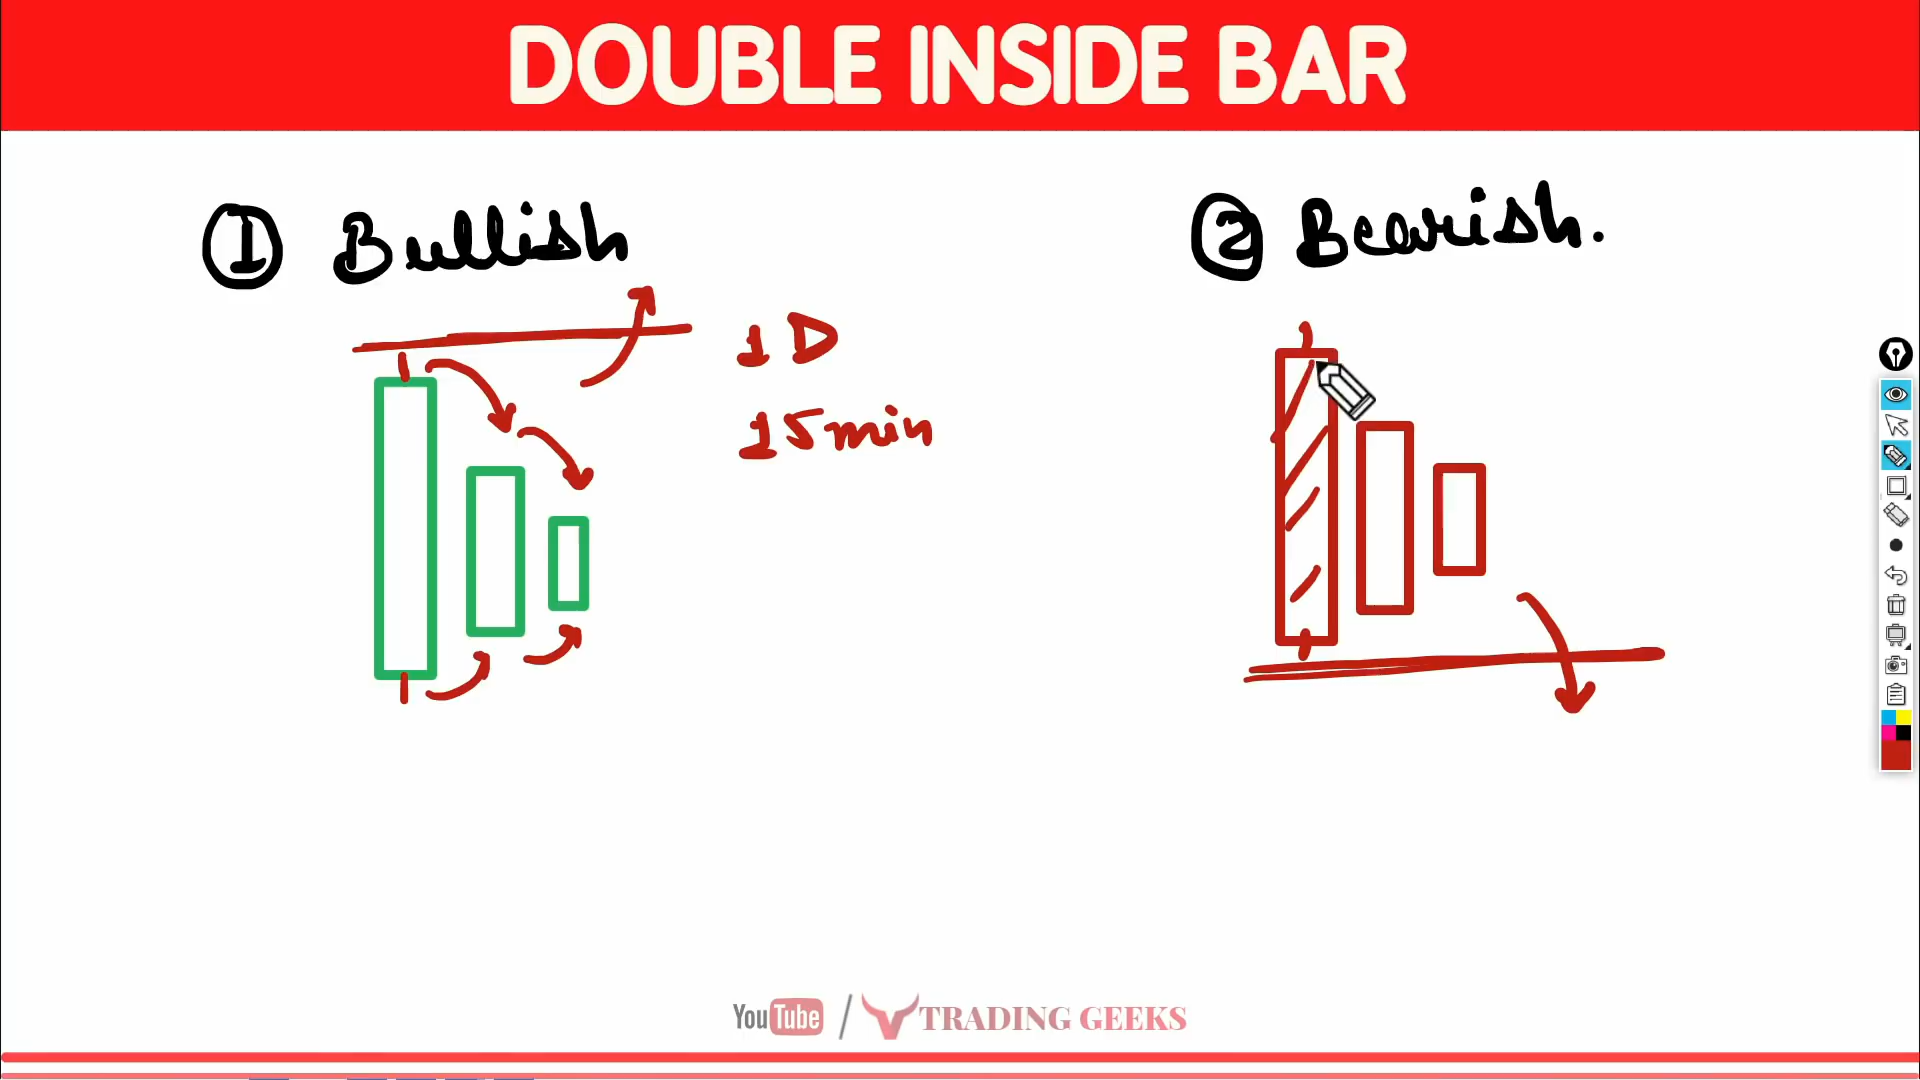 DOUBLE INSIDE BAR
① Bullish
② Bearish.
1D
15min
YouTube / TRADING GEEKS